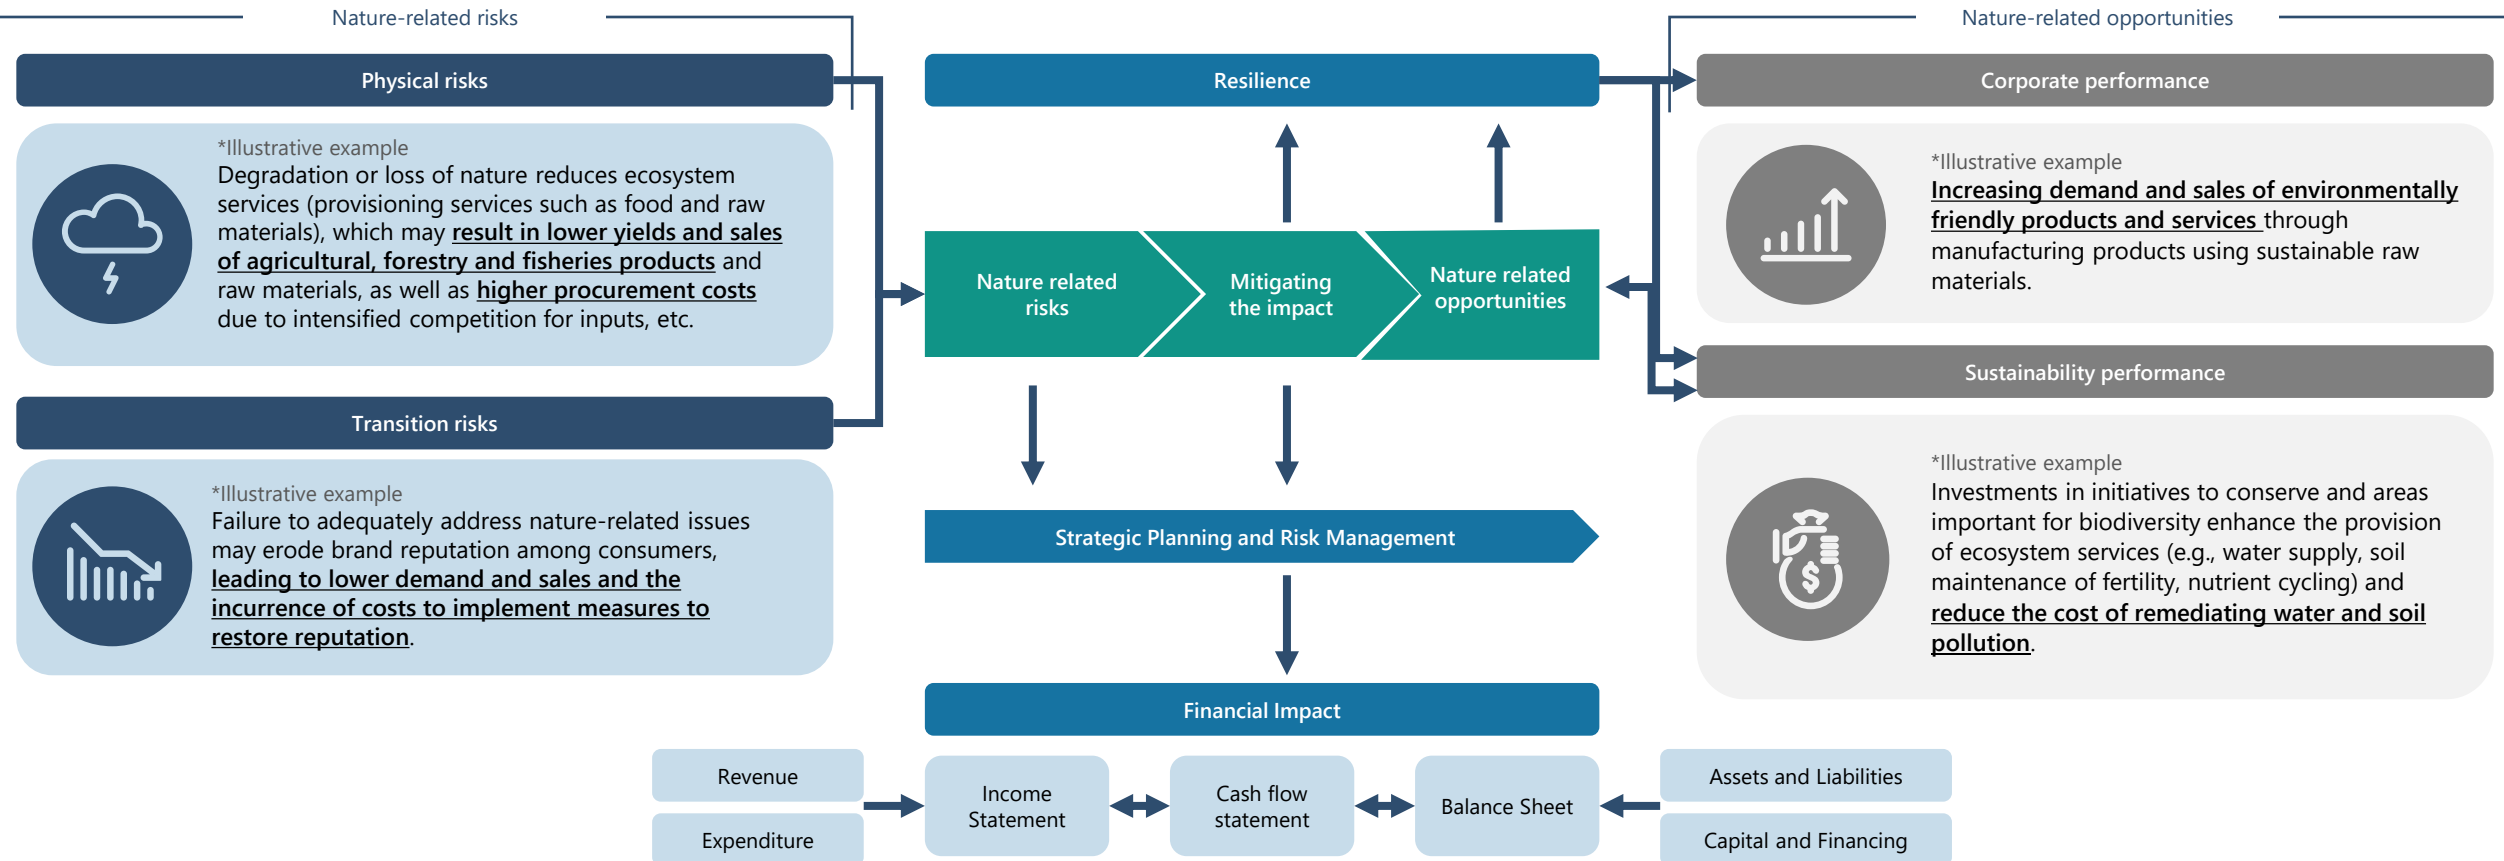 Nature-related risks
Nature-related opportunities
Physical risks
*Illustrative example
Degradation or loss of nature reduces ecosystem
services (provisioning services such as food and raw
materials), which may result in lower yields and sales
of agricultural, forestry and fisheries products and
raw materials, as well as higher procurement costs
due to intensified competition for inputs, etc.
Transition risks
*Illustrative example
Failure to adequately address nature-related issues
may erode brand reputation among consumers,
leading to lower demand and sales and the
incurrence of costs to implement measures to
restore reputation.
Resilience
Nature related
risks
Mitigating
the impact
Nature related
opportunities
Strategic Planning and Risk Management
Financial Impact
Revenue
Expenditure
Income
Statement
Cash flow
statement
Balance Sheet
Assets and Liabilities
Capital and Financing
Corporate performance
*Illustrative example
Increasing demand and sales of environmentally
friendly products and services through
manufacturing products using sustainable raw
materials.
Sustainability performance
*Illustrative example
Investments in initiatives to conserve and areas
important for biodiversity enhance the provision
of ecosystem services (e.g., water supply, soil
maintenance of fertility, nutrient cycling) and
reduce the cost of remediating water and soil
pollution.
$